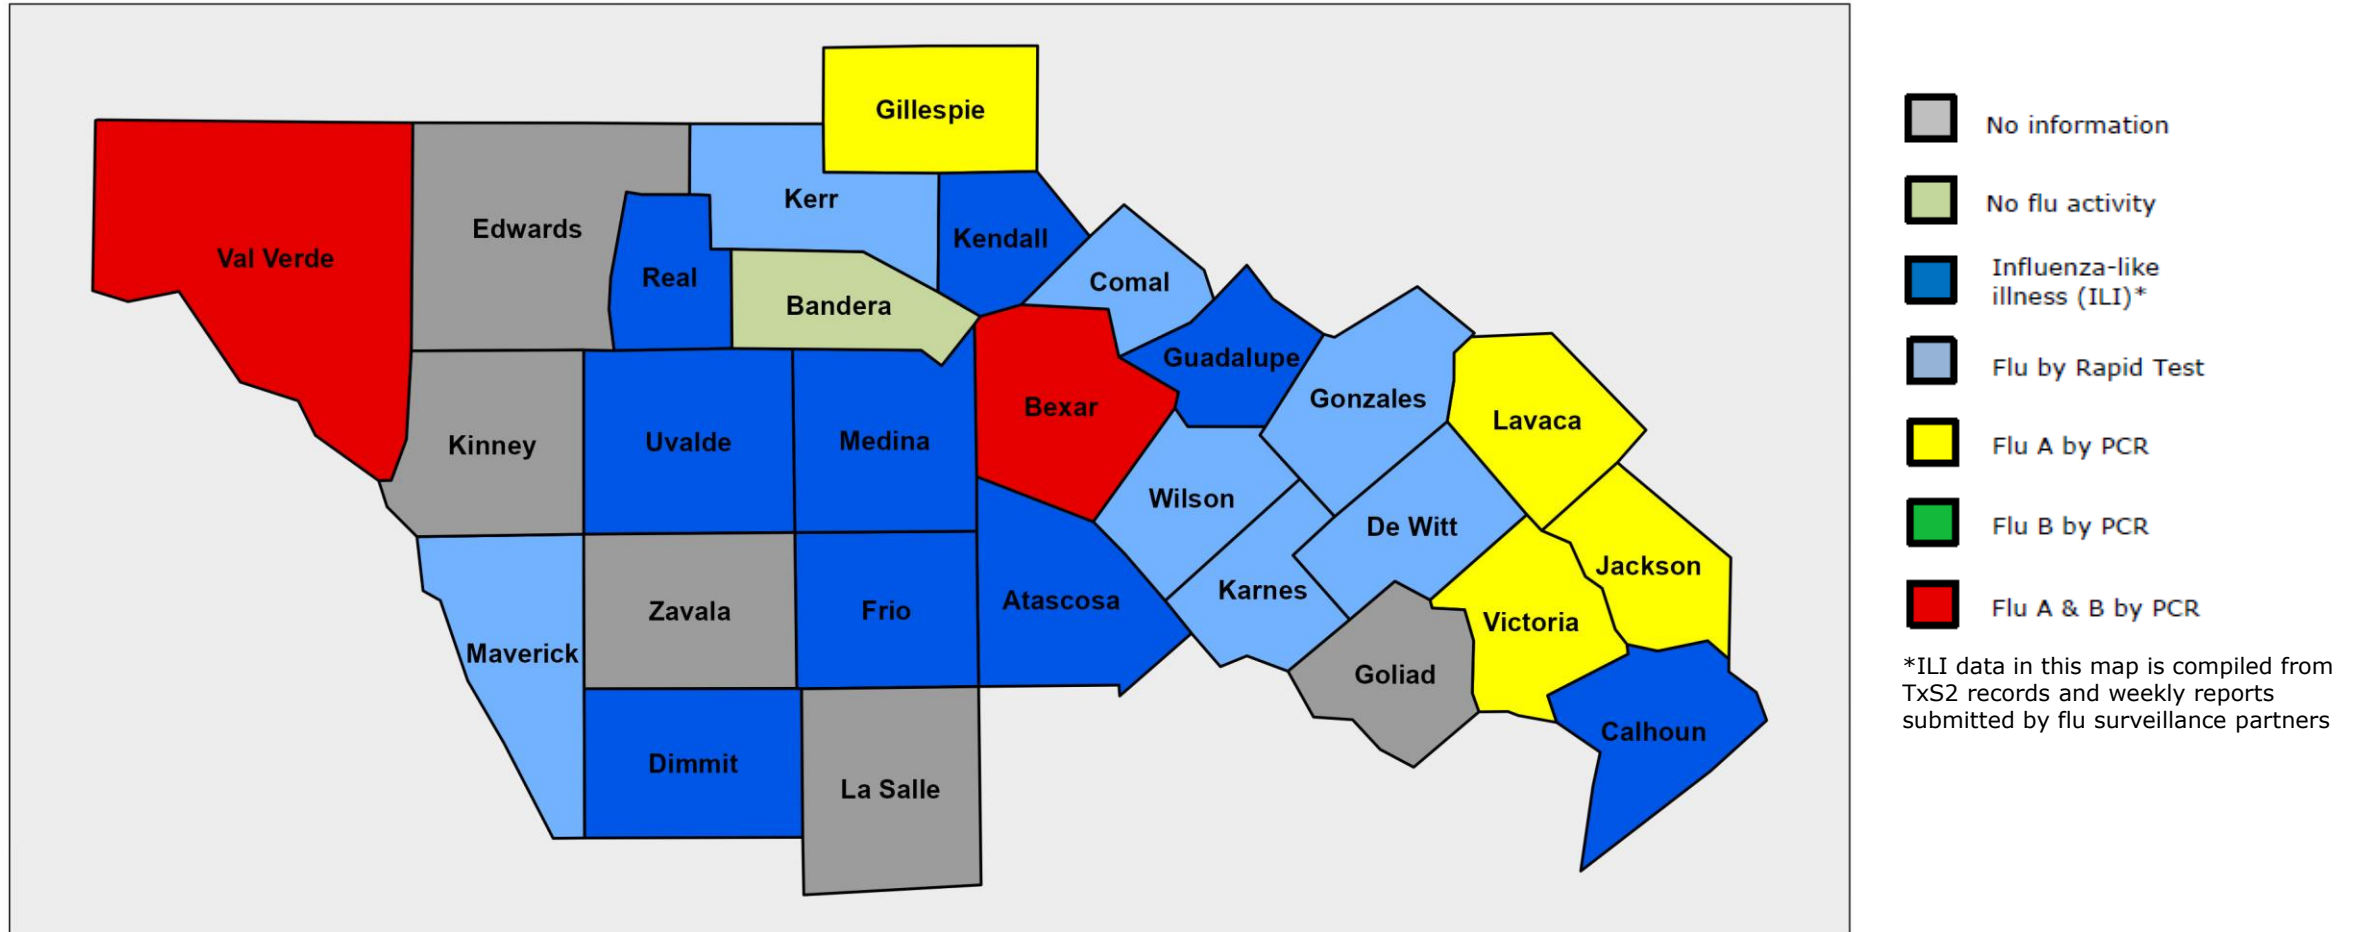 Gillespie
Kerr
Edwards
Kendall
Val Verde
Real
Comal
Bandera
Guadalupe
Gonzales
Bexar
Lavaca
Kinney
Uvalde
Medina
Wilson
De Witt
Jackson
Karnes
Atascosa
Zavala
Frio
Victoria
Maverick
Goliad
Calhoun
Dimmit
La Salle
No information
No flu activity
Influenza-like
illness (ILI)*
Flu by Rapid Test
Flu A by PCR
Flu B by PCR
Flu A & B by PCR
*ILI data in this map is compiled from
TxS2 records and weekly reports
submitted by flu surveillance partners